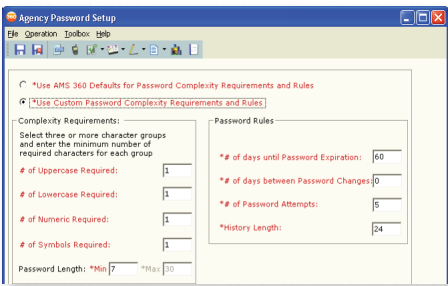 Agency Password Setup
File Operation Toolbox Help
*Use AMS 360 Defaults for Password Complexity Requirements and Rules
*Use Custom Password Complexity Requirements and Rules
Complexity Requirements:
Select three or more character groups
and enter the minimum number of
required characters for each group
# of Uppercase Required: 1
# of Lowercase Required: 1
# of Numeric Required: 1
# of Symbols Required: 1
Password Length: *Min 7 *Max 30
Password Rules
*# of days until Password Expiration: 60
*# of days between Password Changes: 0
*# of Password Attempts: 5
*History Length: 24